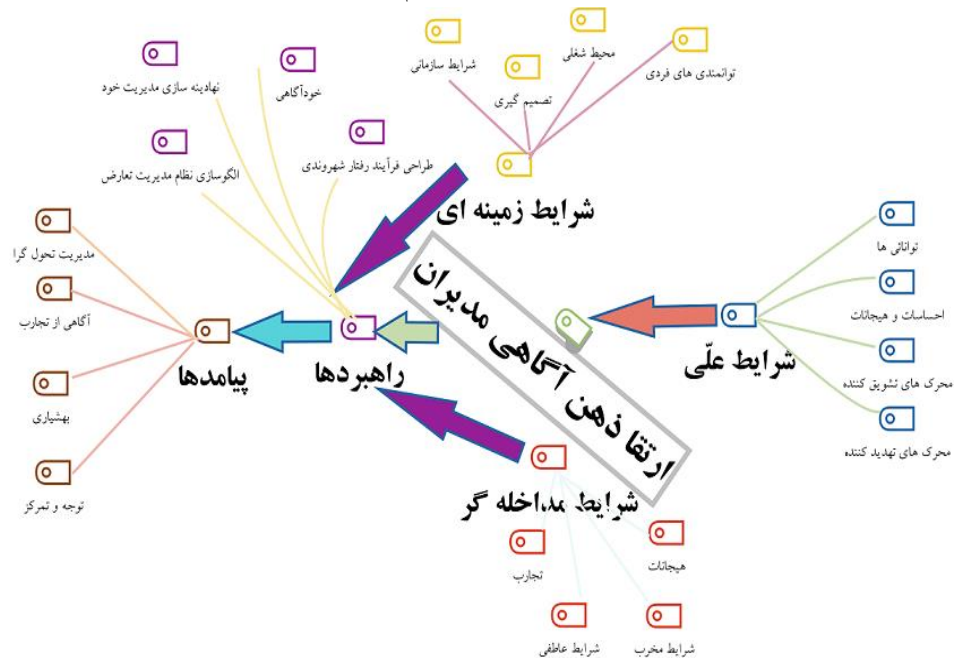 توانمندی های فردی
محیط شغلی
تصمیم گیری
شرایط سازمانی
شرایط زمینه ای
خودآگاهی
نهادینه سازی مدیریت خود
طراحی فرآیند رفتار شهروندی
الگوسازی نظام مدیریت تعارض
توانائی ها
احساسات و هیجانات
محرک های تشویق کننده
محرک های تهدید کننده
شرایط علّی
ارتقا ذهن آگاهی مدیران
راهبردها
پیامدها
مدیریت تحول گرا
آگاهی از تجارب
بهشیاری
توجه و تمرکز
شرایط مداخله گر
هیجانات
تجارب
شرایط مخرب
شرایط عاطفی